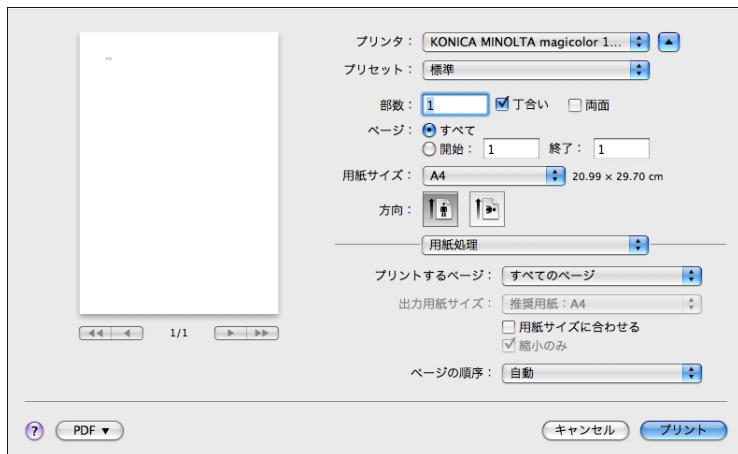 プリンタ： KONICA MINOLTA magicolor 1...
プリセット： 標準
部数： 1 丁合い 両面
ページ： すべて
開始： 1 終了： 1
用紙サイズ： A4 20.99 × 29.70 cm
方向：
用紙処理
プリントするページ： すべてのページ
出力用紙サイズ： 推奨用紙：A4
用紙サイズに合わせる
縮小のみ
ページの順序： 自動
1/1
? PDF ▼ キャンセル プリント